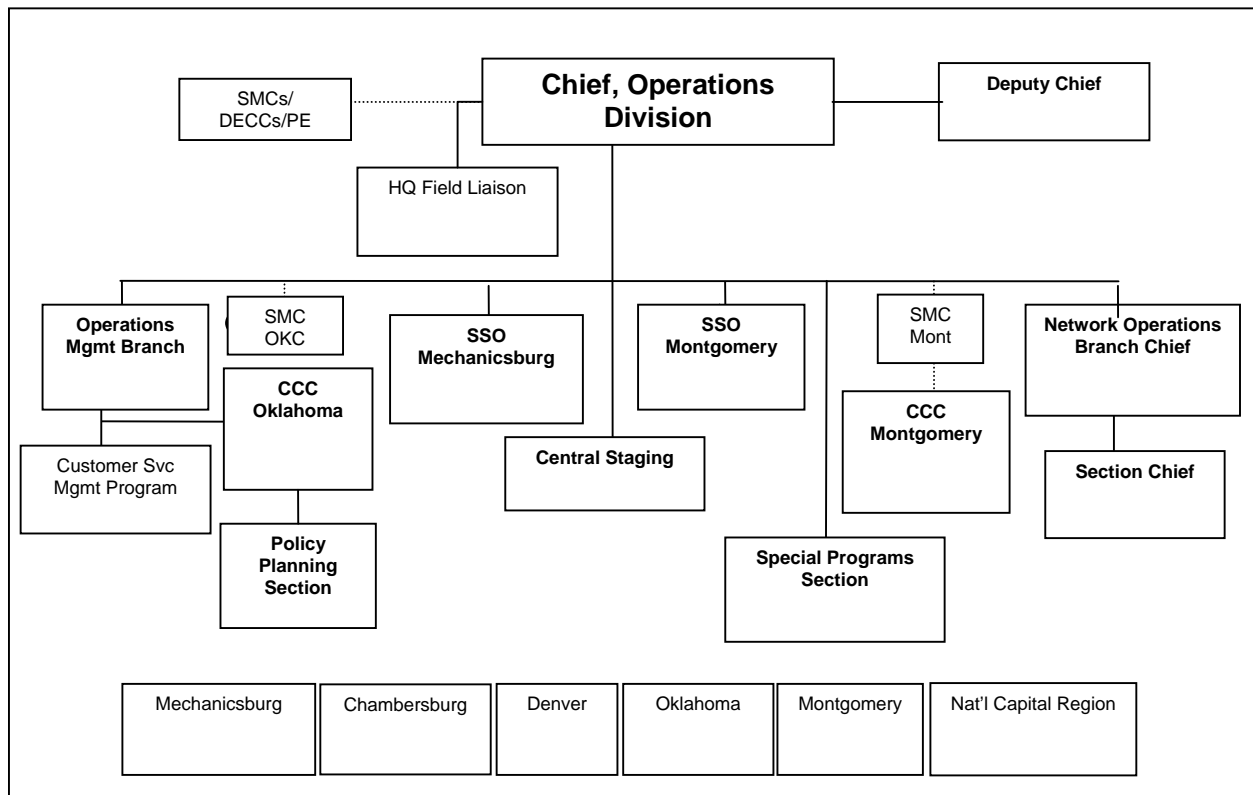 Chief, Operations
Division
Deputy Chief
SMCs/
DECCs/PE
HQ Field Liaison
Operations
Mgmt Branch
SMC
OKC
SSO
Mechanicsburg
SSO
Montgomery
SMC
Mont
Network Operations
Branch Chief
CCC
Oklahoma
CCC
Montgomery
Customer Svc
Mgmt Program
Central Staging
Section Chief
Policy
Planning
Section
Special Programs
Section
Mechanicsburg
Chambersburg
Denver
Oklahoma
Montgomery
Nat'l Capital Region